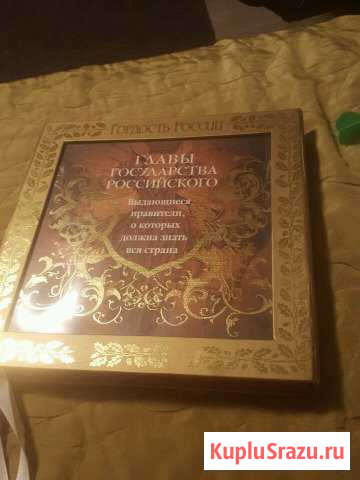 Гордость России
ГЛАВЫ
ГОСУДАРСТВА
РОССИЙСКОГО
Выдающиеся
правители,
о которых
должна знать
вся страна
KupluSrazu.ru